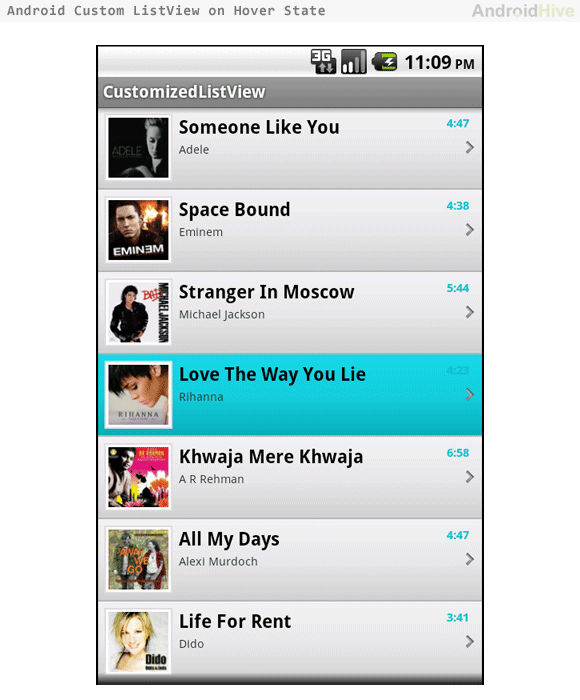 Android Custom ListView on Hover State
AndroidHive
3G
11:09 PM
CustomizedListView
ADELE
Someone Like You
4:47
Adele
EMINEM
Space Bound
4:38
Eminem
BAD
MICHAEL JACKSON
Stranger In Moscow
5:44
Michael Jackson
RIHANNA
Love The Way You Lie
4:23
Rihanna
Khwaja Mere Khwaja
6:58
A R Rehman
AWAY
WE
GO
All My Days
4:47
Alexi Murdoch
Dido
Life For Rent
3:41
Dido